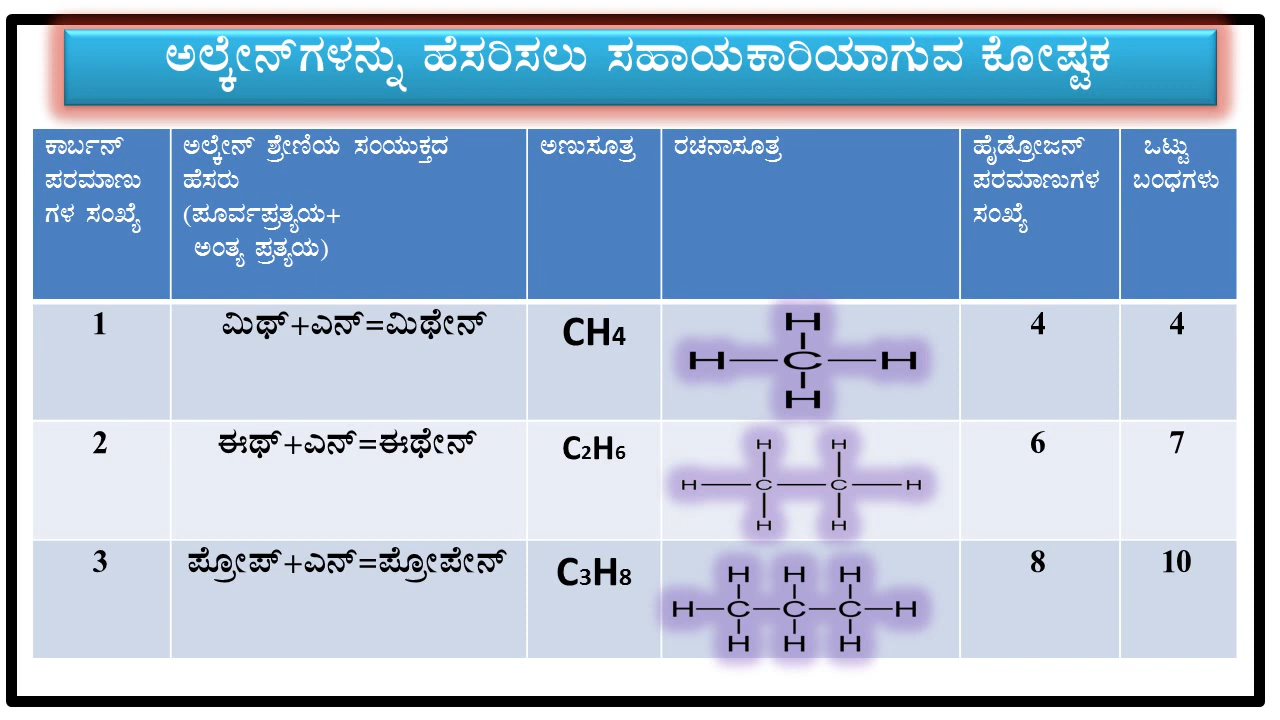 ಅಲ್ಕೇನ್‌ಗಳನ್ನು ಹೆಸರಿಸಲು ಸಹಾಯಕಾರಿಯಾಗುವ ಕೋಷ್ಟಕ
ಕಾರ್ಬನ್
ಪರಮಾಣು
ಗಳ ಸಂಖ್ಯೆ
ಅಲ್ಕೇನ್ ಶ್ರೇಣಿಯ ಸಂಯುಕ್ತದ
ಹೆಸರು
(ಪೂರ್ವಪ್ರತ್ಯಯ+
ಅಂತ್ಯ ಪ್ರತ್ಯಯ)
ಅಣುಸೂತ್ರ
ರಚನಾಸೂತ್ರ
ಹೈಡ್ರೋಜನ್
ಪರಮಾಣುಗಳ
ಸಂಖ್ಯೆ
ಒಟ್ಟು
ಬಂಧಗಳು
1 ಮಿಥ್+ಎನ್=ಮಿಥೇನ್ CH4
H
H C H
H
4 4
2 ಈಥ್+ಎನ್=ಈಥೇನ್ C2H6
H H
H C C H
H H
6 7
3 ಪ್ರೋಪ್+ಎನ್=ಪ್ರೋಪೇನ್ C3H8
H H H
H C C C H
H H H
8 10